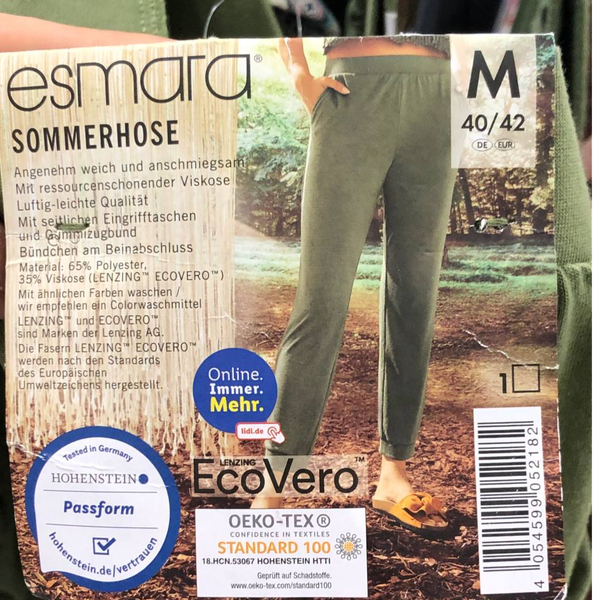 esmara®
SOMMERHOSE
Angenehm weich und anschmiegsam
Mit ressourcenschonender Viskose
Luftig-leichte Qualität
Mit seitlichen Eingrifftaschen
und Gummizugbund
Bündchen am Beinabschluss
Material: 65% Polyester,
35% Viskose (LENZING™ ECOVERO™)
Mit ähnlichen Farben waschen /
wir empfehlen ein Colorwaschmittel
LENZING™ und ECOVERO™
sind Marken der Lenzing AG.
Die Fasern LENZING™ ECOVERO™
werden nach den Standards
des Europäischen
Umweltzeichens hergestellt.
M
40/42
DE EUR
Online.
Immer.
Mehr.
lidl.de
1
LENZING
EcoVero™
Tested in Germany
HOHENSTEIN
Passform
hohenstein.de/vertrauen
OEKO-TEX®
CONFIDENCE IN TEXTILES
STANDARD 100
18.HCN.53067 HOHENSTEIN HTTI
Geprüft auf Schadstoffe.
www.oeko-tex.com/standard100
4 054599 052182